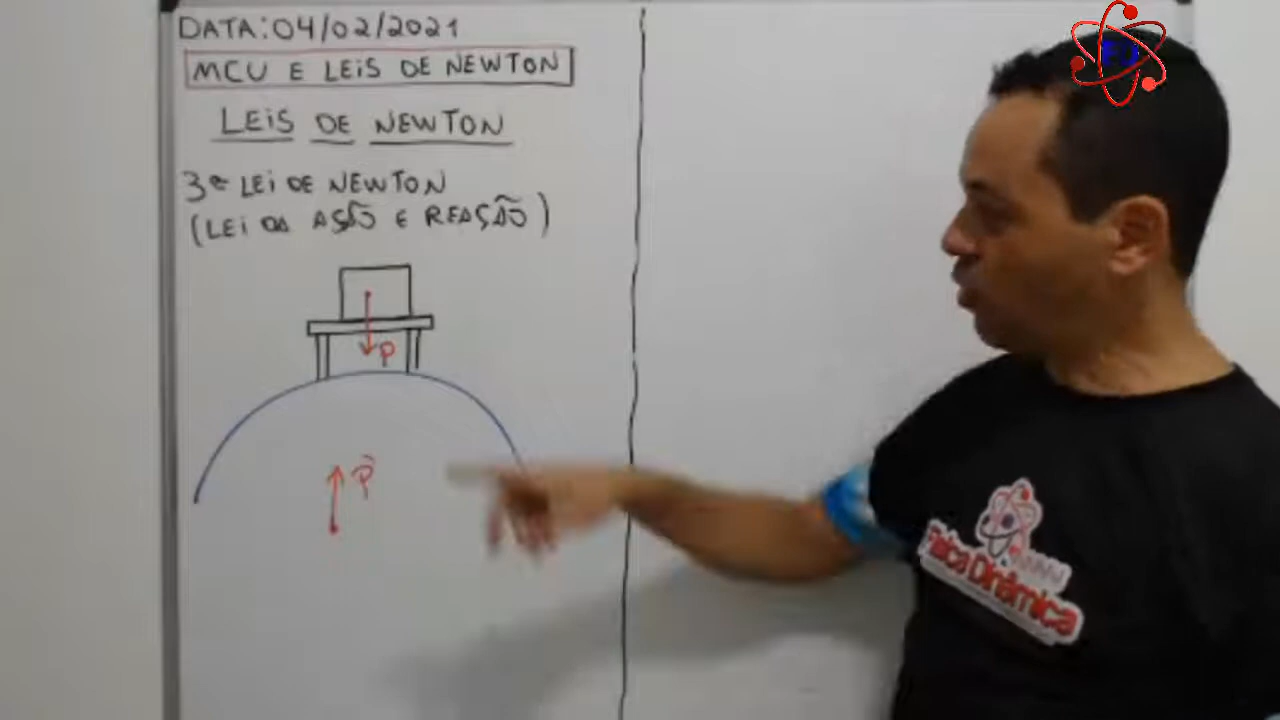 DATA: 04/02/2021
MCU E LEIS DE NEWTON
LEIS DE NEWTON
3ª LEI DE NEWTON
(LEI DA AÇÃO E REAÇÃO)
P
P
FD
Física Dinâmica